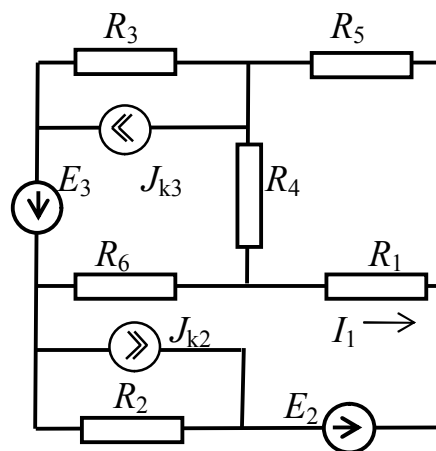 R₃ R₅
E₃ Jₖ₃ R₄
R₆ R₁
Jₖ₂ I₁
R₂ E₂